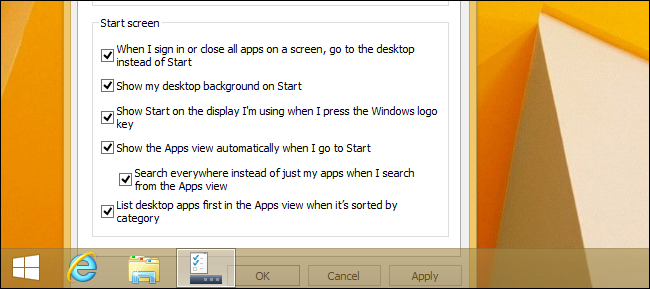 Start screen
When I sign in or close all apps on a screen, go to the desktop
instead of Start
Show my desktop background on Start
Show Start on the display I'm using when I press the Windows logo
key
Show the Apps view automatically when I go to Start
Search everywhere instead of just my apps when I search
from the Apps view
List desktop apps first in the Apps view when it's sorted by
category
OK Cancel Apply